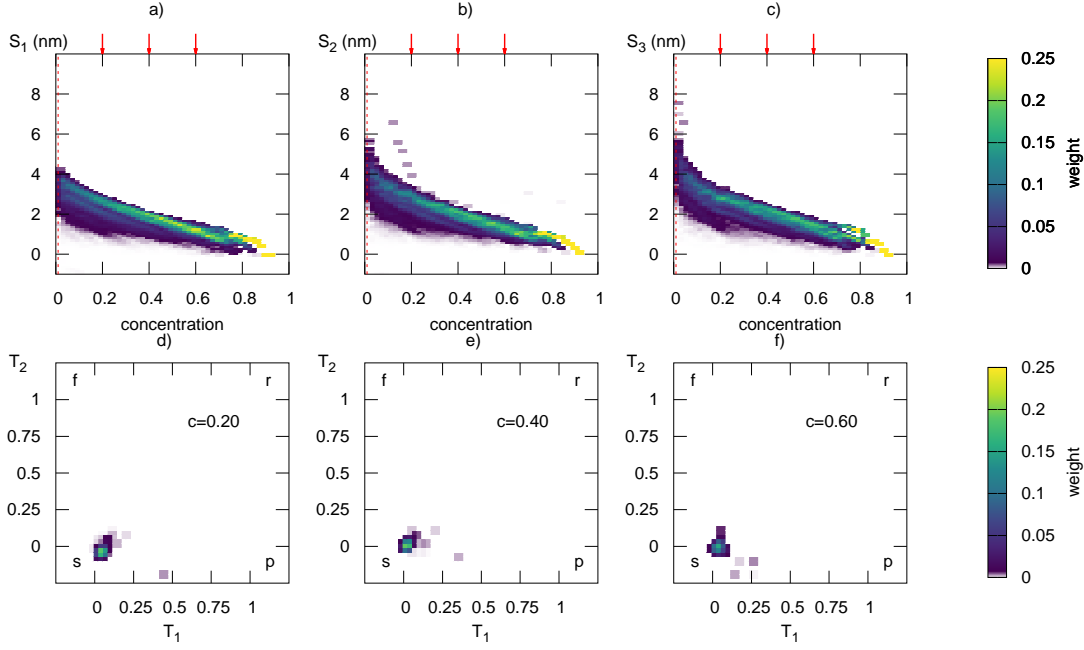 a) b) c)
S1 (nm) S2 (nm) S3 (nm)
8 8 8 0.25
6 6 6 0.2
4 4 4 0.15
2 2 2 0.1
0 0 0 0.05
0
weight
0 0.2 0.4 0.6 0.8 1 0 0.2 0.4 0.6 0.8 1 0 0.2 0.4 0.6 0.8 1
concentration concentration concentration
d) e) f)
T2 T2 T2
f r f r f r
c=0.20 c=0.40 c=0.60
1 1 1 0.25
0.75 0.75 0.75 0.2
0.5 0.5 0.5 0.15
0.25 0.25 0.25 0.1
0 0 0 0.05
0
weight
s p s p s p
0 0.25 0.5 0.75 1 0 0.25 0.5 0.75 1 0 0.25 0.5 0.75 1
T1 T1 T1